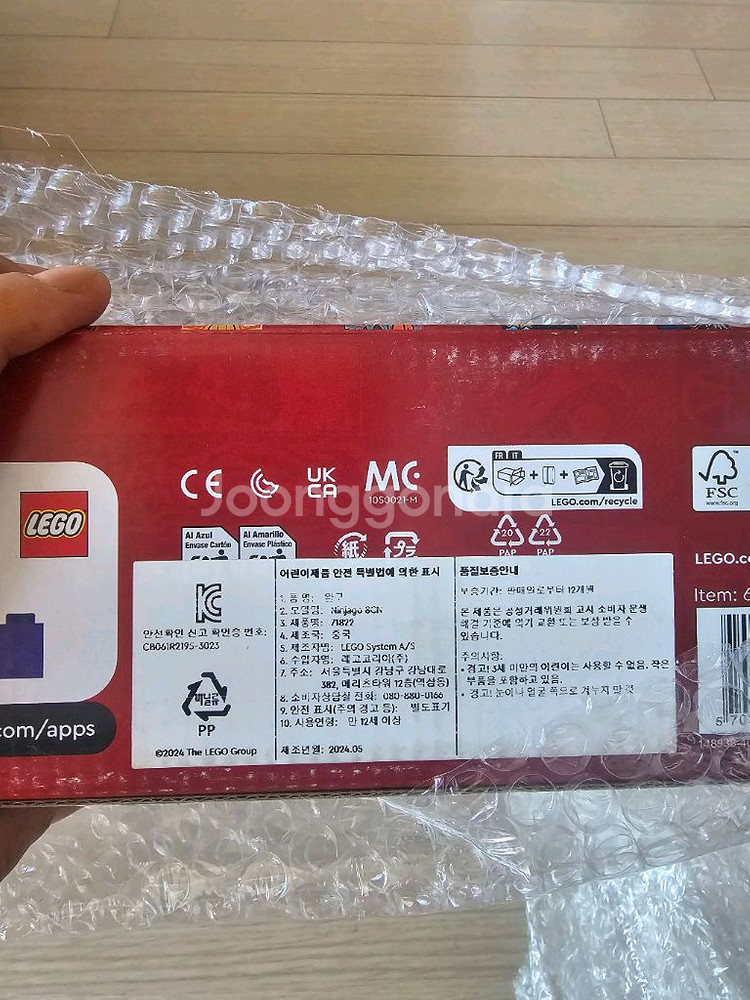 CE
UK
CA
MC
1050021-M
FR IT
LEGO.com/recycle
FSC
www.fsc.org
Joonggonara
LEGO
Al Azul
Envase Cartón
Al Amarillo
Envase Plástico
紙
プラ
20
PAP
22
PAP
LEGO.co
Item: 6
com/apps
안전확인 신고 확인증 번호:
CB061R2195-3023
PP
©2024 The LEGO Group
어린이제품 안전 특별법에 의한 표시
1. 품 명: 완구
2. 모델명: Ninjago 8CN
3. 제품명: 71822
4. 제조국: 중국
5. 제조자명: LEGO System A/S
6. 수입자명: 레고코리아(주)
7. 주소: 서울특별시 강남구 강남대로
382, 메리츠타워 12층(역삼동)
8. 소비자상담실 전화: 080-880-0166
9. 안전 표시(주의 경고 등): 별도표기
10. 사용연령: 만 12세 이상
제조년월: 2024.05
품질보증안내
보증기간: 판매일로부터 12개월
본 제품은 공정거래위원회 고시 소비자 분쟁
해결 기준에 의거 교환 또는 보상 받을 수
있습니다.
주의사항:
• 경고! 3세 미만의 어린이는 사용할 수 없음. 작은
부품을 포함하고 있음.
• 경고! 눈이나 얼굴 쪽으로 겨누지 말 것
5 70